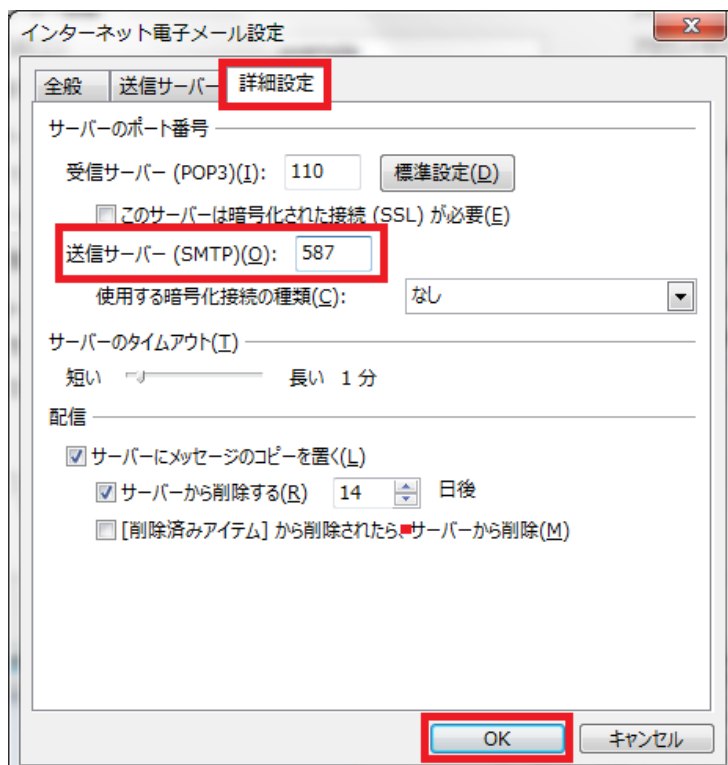 インターネット電子メール設定
X
全般 送信サーバー 詳細設定
サーバーのポート番号
受信サーバー (POP3)(I): 110 標準設定(D)
このサーバーは暗号化された接続 (SSL) が必要(E)
送信サーバー (SMTP)(O): 587
使用する暗号化接続の種類(C): なし
サーバーのタイムアウト(T)
短い 長い 1 分
配信
サーバーにメッセージのコピーを置く(L)
サーバーから削除する(R) 14 日後
[削除済みアイテム] から削除されたら、サーバーから削除(M)
OK キャンセル